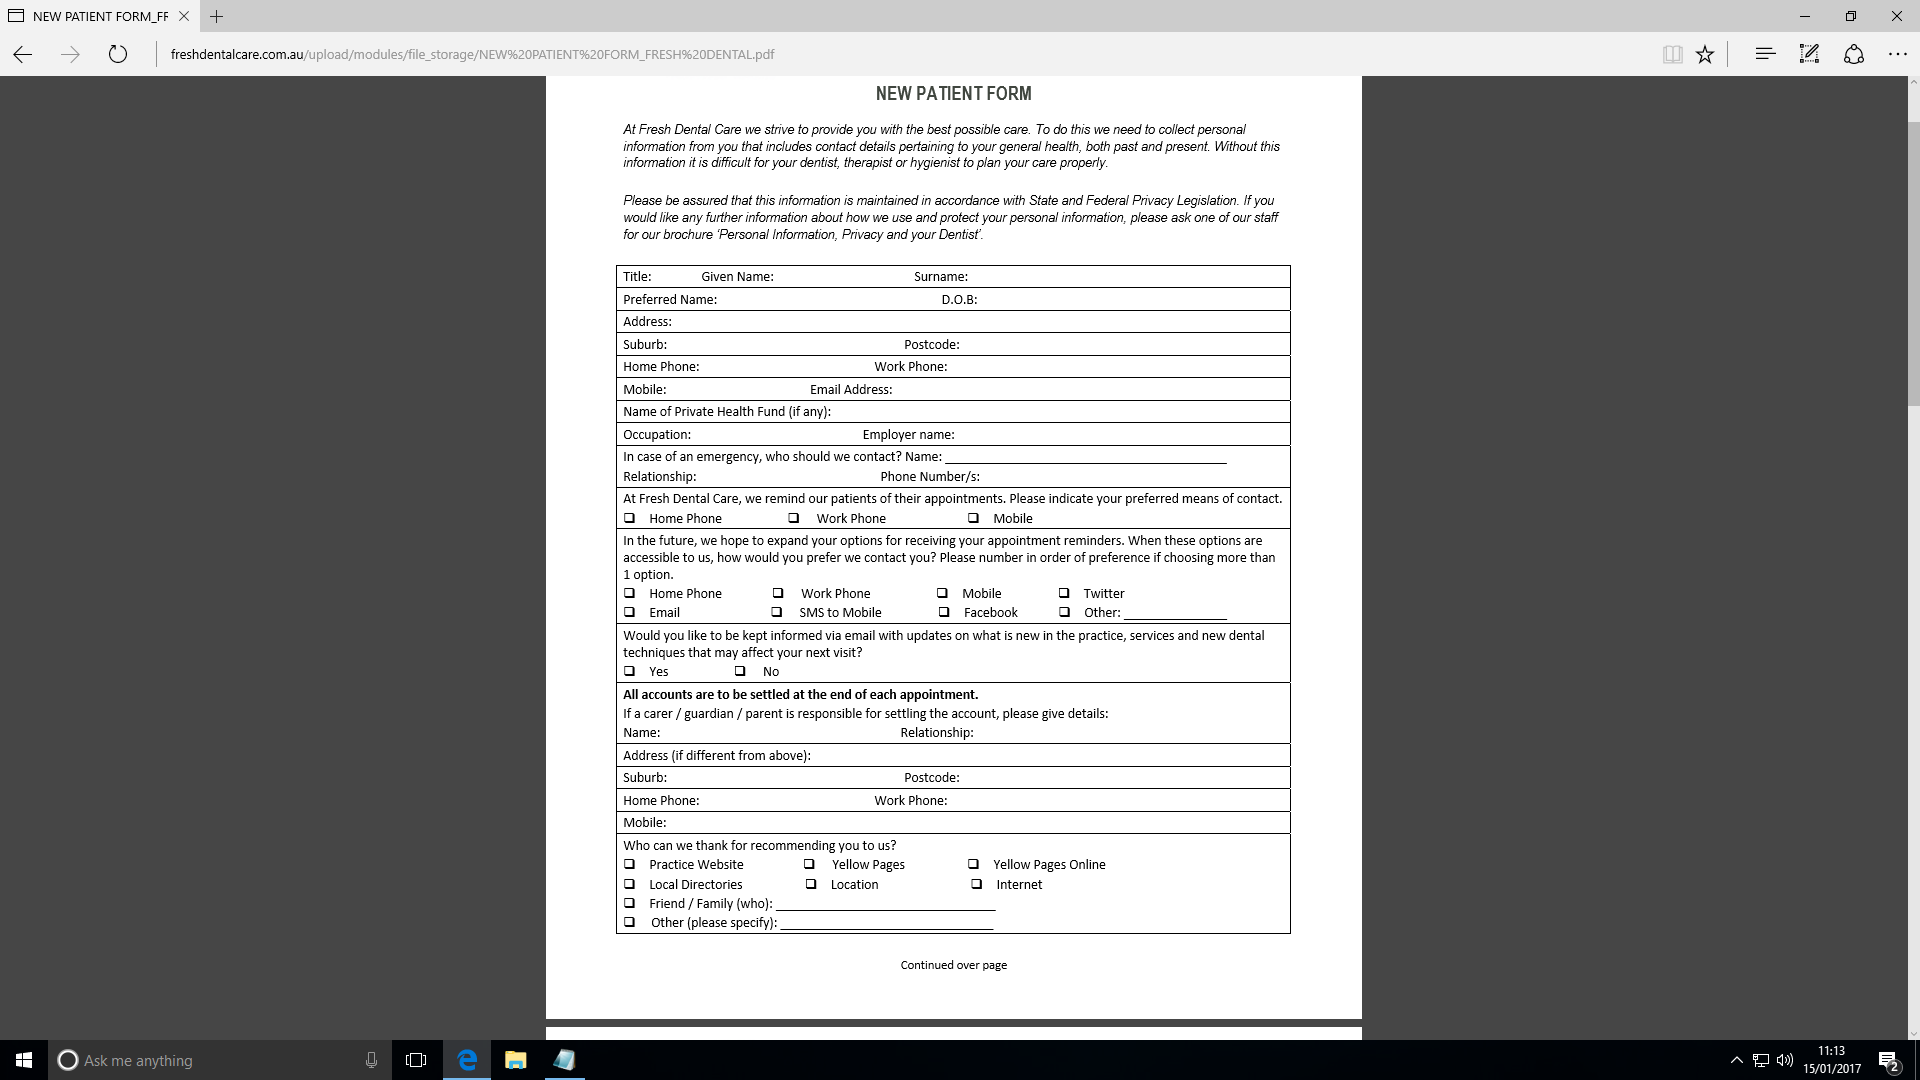 NEW PATIENT FORM_FR
freshdentalcare.com.au/upload/modules/file_storage/NEW%20PATIENT%20FORM_FRESH%20DENTAL.pdf
NEW PATIENT FORM
At Fresh Dental Care we strive to provide you with the best possible care. To do this we need to collect personal
information from you that includes contact details pertaining to your general health, both past and present. Without this
information it is difficult for your dentist, therapist or hygienist to plan your care properly.
Please be assured that this information is maintained in accordance with State and Federal Privacy Legislation. If you
would like any further information about how we use and protect your personal information, please ask one of our staff
for our brochure ‘Personal Information, Privacy and your Dentist’.
Title: Given Name: Surname:
Preferred Name: D.O.B:
Address:
Suburb: Postcode:
Home Phone: Work Phone:
Mobile: Email Address:
Name of Private Health Fund (if any):
Occupation: Employer name:
In case of an emergency, who should we contact? Name:
Relationship: Phone Number/s:
At Fresh Dental Care, we remind our patients of their appointments. Please indicate your preferred means of contact.
Home Phone Work Phone Mobile
In the future, we hope to expand your options for receiving your appointment reminders. When these options are
accessible to us, how would you prefer we contact you? Please number in order of preference if choosing more than
1 option.
Home Phone Work Phone Mobile Twitter
Email SMS to Mobile Facebook Other:
Would you like to be kept informed via email with updates on what is new in the practice, services and new dental
techniques that may affect your next visit?
Yes No
All accounts are to be settled at the end of each appointment.
If a carer / guardian / parent is responsible for settling the account, please give details:
Name: Relationship:
Address (if different from above):
Suburb: Postcode:
Home Phone: Work Phone:
Mobile:
Who can we thank for recommending you to us?
Practice Website Yellow Pages Yellow Pages Online
Local Directories Location Internet
Friend / Family (who):
Other (please specify):
Continued over page
Ask me anything
11:13
15/01/2017
2